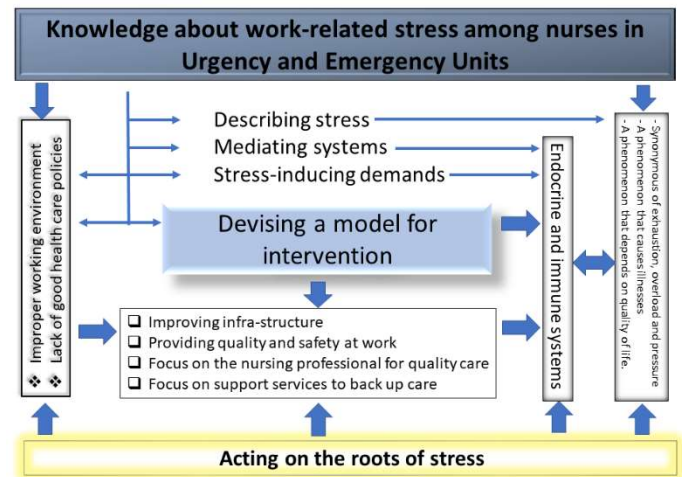 Knowledge about work-related stress among nurses in
Urgency and Emergency Units
Improper working environment
Lack of good health care policies
Describing stress
Mediating systems
Stress-inducing demands
Devising a model for
intervention
Improving infra-structure
Providing quality and safety at work
Focus on the nursing professional for quality care
Focus on support services to back up care
Endocrine and immune systems
- Synonymous of exhaustion, overload and pressure
- A phenomenon that causes illnesses
- A phenomenon that depends on quality of life.
Acting on the roots of stress